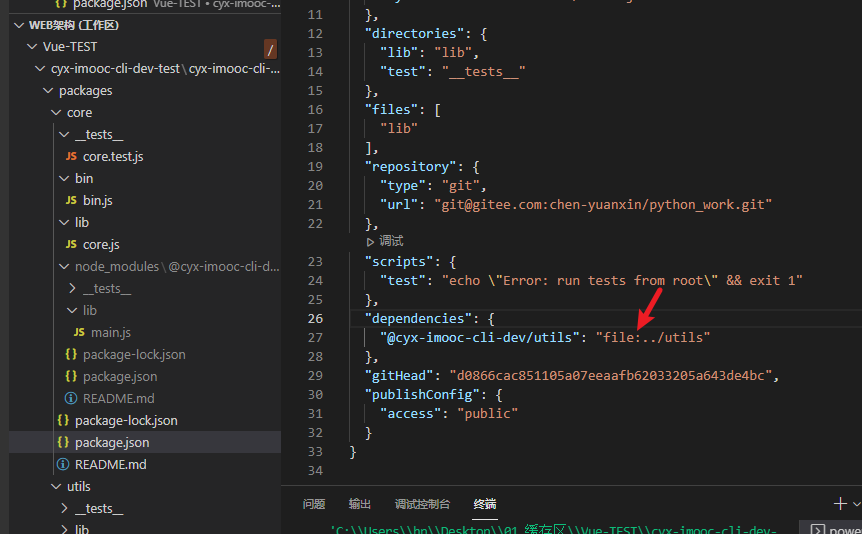 package.json Vue-TEST • cyx-imooc-cli-...
WEB架构 (工作区)
Vue-TEST
/
cyx-imooc-cli-dev-test\cyx-imooc-cli-...
packages
core
__tests__
JS core.test.js
bin
JS bin.js
lib
JS core.js
node_modules\@cyx-imooc-cli-d...
__tests__
lib
JS main.js
{} package-lock.json
{} package.json
README.md
{} package-lock.json
{} package.json
README.md
utils
__tests__
lib
11 },
12 "directories": {
13 "lib": "lib",
14 "test": "__tests__"
15 },
16 "files": [
17 "lib"
18 ],
19 "repository": {
20 "type": "git",
21 "url": "git@gitee.com:chen-yuanxin/python_work.git"
22 },
调试
23 "scripts": {
24 "test": "echo \"Error: run tests from root\" && exit 1"
25 },
26 "dependencies": {
27 "@cyx-imooc-cli-dev/utils": "file:../utils"
28 },
29 "gitHead": "d0866cac851105a07eeaafb62033205a643de4bc",
30 "publishConfig": {
31 "access": "public"
32 }
33 }
34
问题 输出 调试控制台 终端
'C:\\Users\\hp\\Desktop\\01 缓存区\\Vue-TEST\\cyx-imooc-cli-dev-